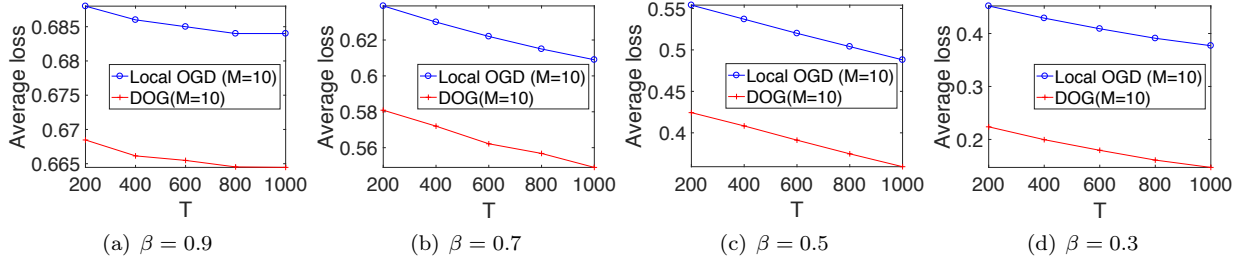 Average loss
0.685
0.68
0.675
0.67
0.665
Local OGD (M=10)
DOG(M=10)
200 400 600 800 1000
T
(a) β = 0.9
Average loss
0.62
0.6
0.58
0.56
Local OGD (M=10)
DOG(M=10)
200 400 600 800 1000
T
(b) β = 0.7
Average loss
0.55
0.5
0.45
0.4
Local OGD (M=10)
DOG(M=10)
200 400 600 800 1000
T
(c) β = 0.5
Average loss
0.4
0.3
0.2
Local OGD (M=10)
DOG(M=10)
200 400 600 800 1000
T
(d) β = 0.3